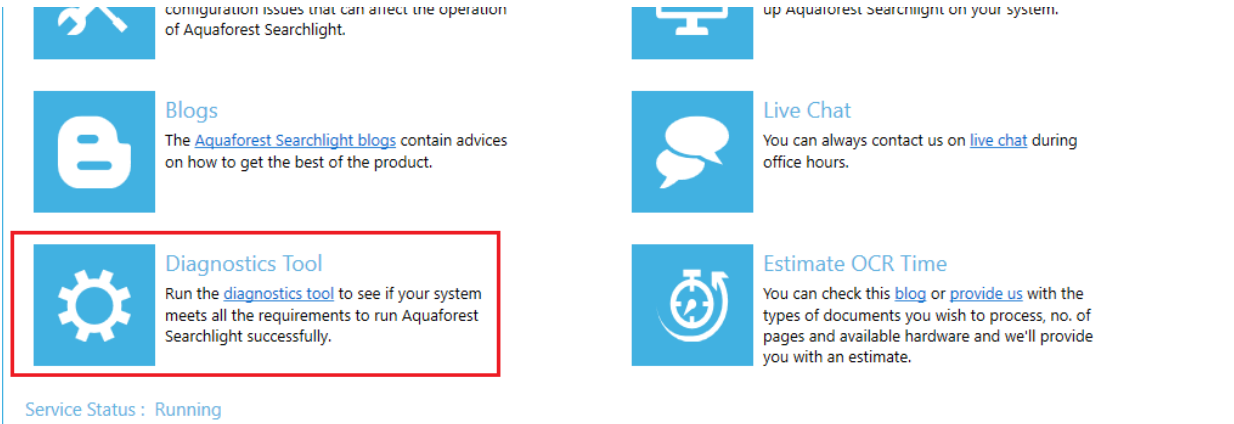 configuration issues that can affect the operation
of Aquaforest Searchlight.
up Aquaforest Searchlight on your system.
Blogs
The Aquaforest Searchlight blogs contain advices
on how to get the best of the product.
Live Chat
You can always contact us on live chat during
office hours.
Diagnostics Tool
Run the diagnostics tool to see if your system
meets all the requirements to run Aquaforest
Searchlight successfully.
Estimate OCR Time
You can check this blog or provide us with the
types of documents you wish to process, no. of
pages and available hardware and we'll provide
you with an estimate.
Service Status : Running